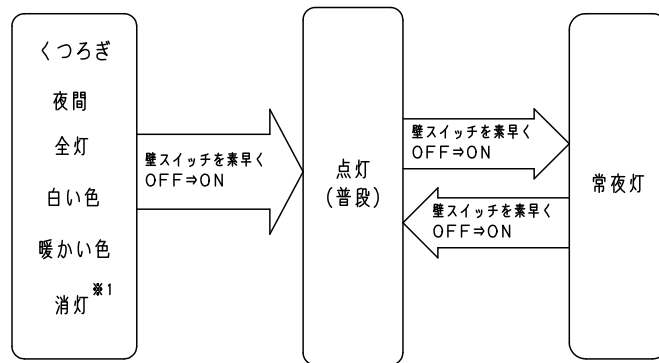 くつろぎ
夜間
全灯
白い色
暖かい色
消灯※1
壁スイッチを素早く
OFF⇒ON
点灯
(普段)
壁スイッチを素早く
OFF⇒ON
壁スイッチを素早く
OFF⇒ON
常夜灯